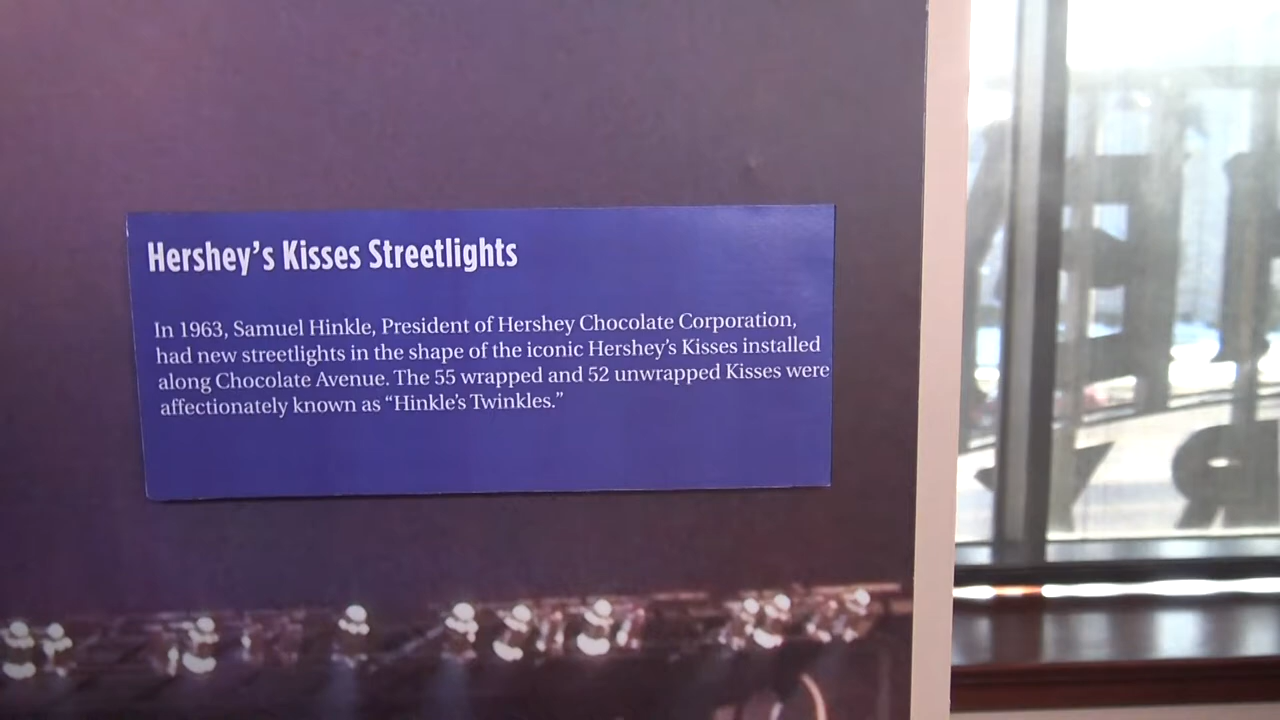 Hershey's Kisses Streetlights
In 1963, Samuel Hinkle, President of Hershey Chocolate Corporation,
had new streetlights in the shape of the iconic Hershey's Kisses installed
along Chocolate Avenue. The 55 wrapped and 52 unwrapped Kisses were
affectionately known as “Hinkle's Twinkles.”